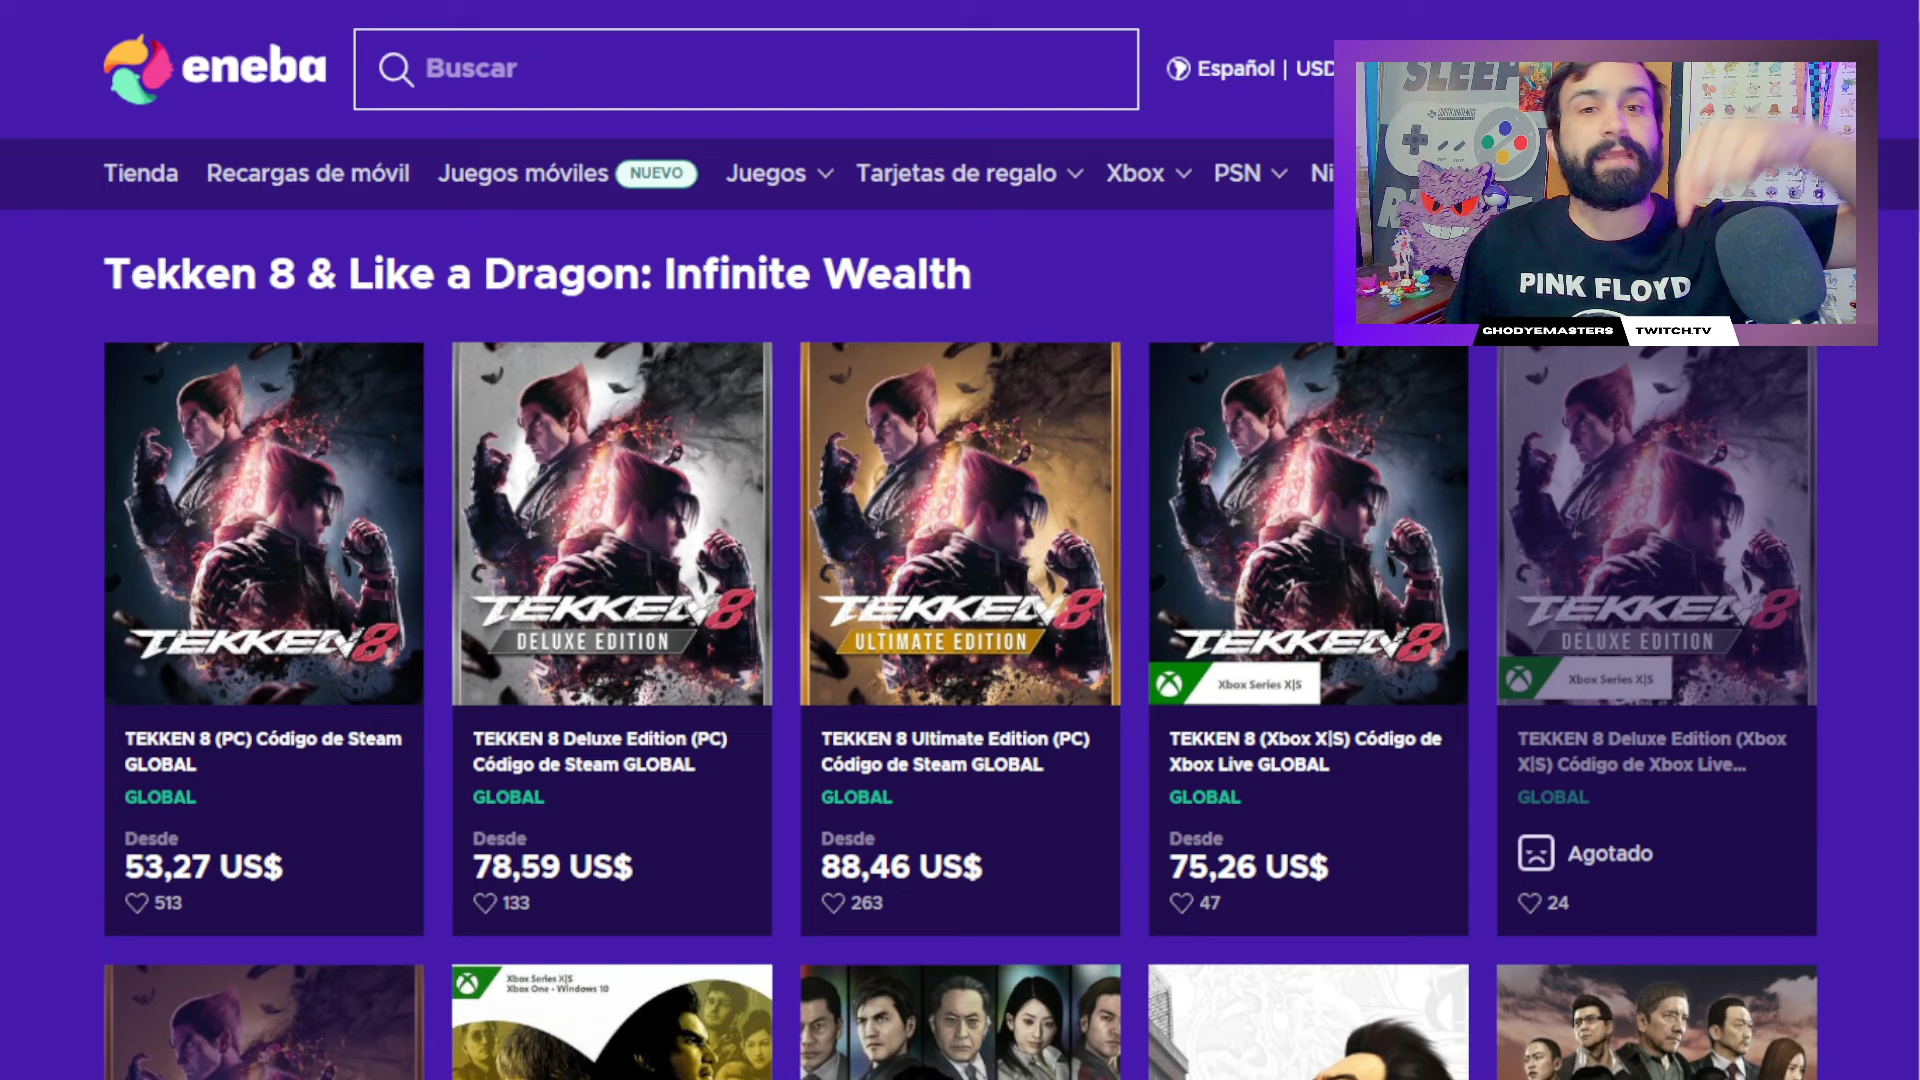 eneba
Buscar
Español | USD
Tienda
Recargas de móvil
Juegos móviles
NUEVO
Juegos
Tarjetas de regalo
Xbox
PSN
Ni
SLEEP
SUPER NINTENDO
PINK FLOYD
GHODYEMASTERS
TWITCH.TV
Tekken 8 & Like a Dragon: Infinite Wealth
TEKKEN 8
TEKKEN 8
DELUXE EDITION
TEKKEN 8
ULTIMATE EDITION
TEKKEN 8
Xbox Series X|S
TEKKEN 8
DELUXE EDITION
Xbox Series X|S
TEKKEN 8 (PC) Código de Steam
GLOBAL
GLOBAL
Desde
53,27 US$
513
TEKKEN 8 Deluxe Edition (PC)
Código de Steam GLOBAL
GLOBAL
Desde
78,59 US$
133
TEKKEN 8 Ultimate Edition (PC)
Código de Steam GLOBAL
GLOBAL
Desde
88,46 US$
263
TEKKEN 8 (Xbox X|S) Código de
Xbox Live GLOBAL
GLOBAL
Desde
75,26 US$
47
TEKKEN 8 Deluxe Edition (Xbox
X|S) Código de Xbox Live...
GLOBAL
Agotado
24
Xbox Series X|S
Xbox One • Windows 10